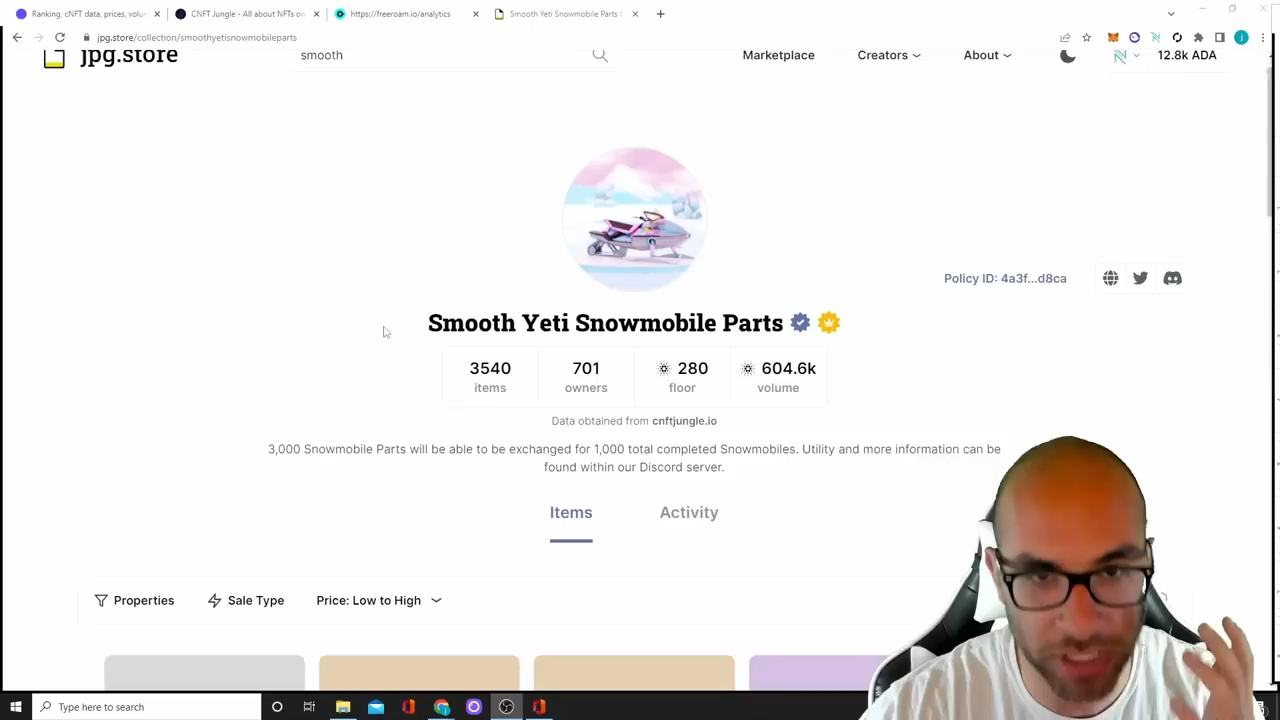 Ranking, cNFT data, prices, volu
CNFT Jungle - All about NFTs on
https://freeroam.io/analytics
Smooth Yeti Snowmobile Parts |
jpg.store/collection/smoothyetisnowmobileparts
jpg.store
smooth
Marketplace
Creators
About
12.8k ADA
Policy ID: 4a3f...d8ca
Smooth Yeti Snowmobile Parts
3540
items
701
owners
280
floor
604.6k
volume
Data obtained from cnftjungle.io
3,000 Snowmobile Parts will be able to be exchanged for 1,000 total completed Snowmobiles. Utility and more information can be
found within our Discord server.
Items
Activity
Properties
Sale Type
Price: Low to High
Type here to search